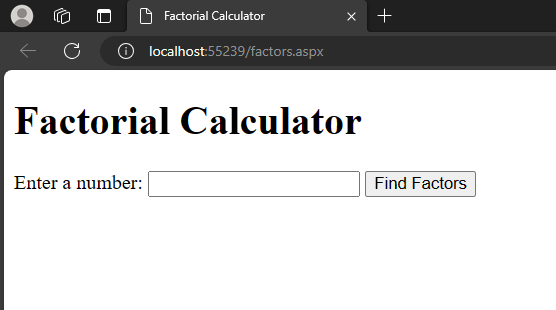 Factorial Calculator
localhost:55239/factors.aspx
Factorial Calculator
Enter a number: Find Factors